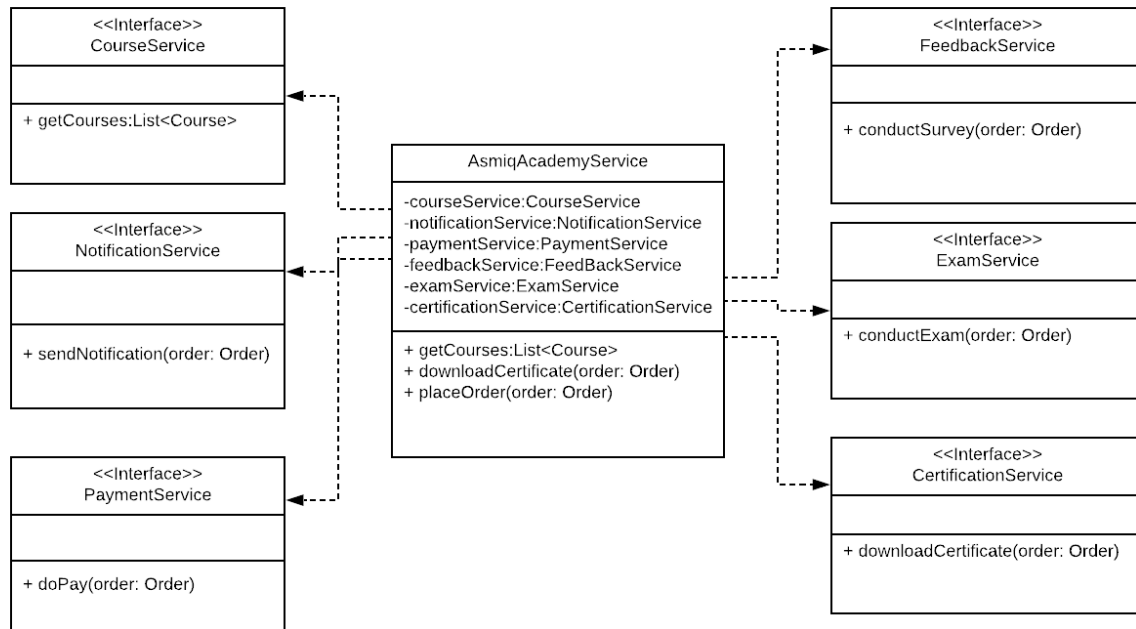 <<Interface>>
CourseService
+ getCourses:List<Course>
<<Interface>>
NotificationService
+ sendNotification(order: Order)
<<Interface>>
PaymentService
+ doPay(order: Order)
AsmiqAcademyService
-courseService:CourseService
-notificationService:NotificationService
-paymentService:PaymentService
-feedbackService:FeedBackService
-examService:ExamService
-certificationService:CertificationService
+ getCourses:List<Course>
+ downloadCertificate(order: Order)
+ placeOrder(order: Order)
<<Interface>>
FeedbackService
+ conductSurvey(order: Order)
<<Interface>>
ExamService
+ conductExam(order: Order)
<<Interface>>
CertificationService
+ downloadCertificate(order: Order)